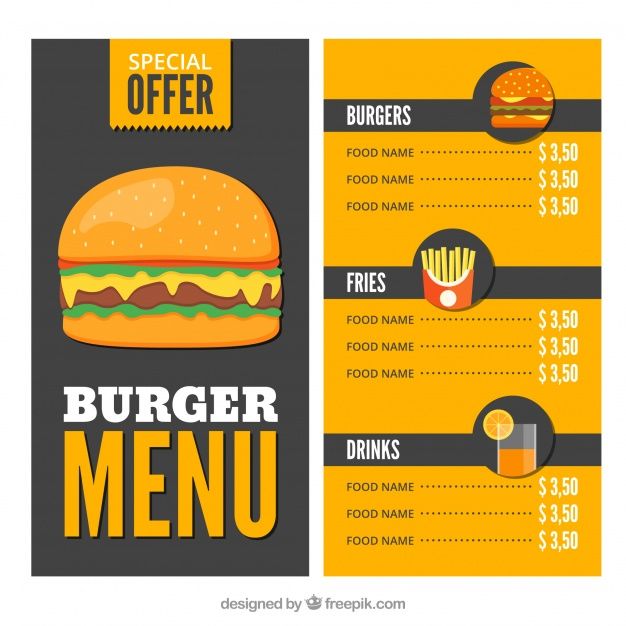 SPECIAL
OFFER
BURGER
MENU
BURGERS
FOOD NAME $ 3,50
FOOD NAME $ 3,50
FOOD NAME $ 3,50
FRIES
FOOD NAME $ 3,50
FOOD NAME $ 3,50
FOOD NAME $ 3,50
DRINKS
FOOD NAME $ 3,50
FOOD NAME $ 3,50
FOOD NAME $ 3,50
designed by freepik.com